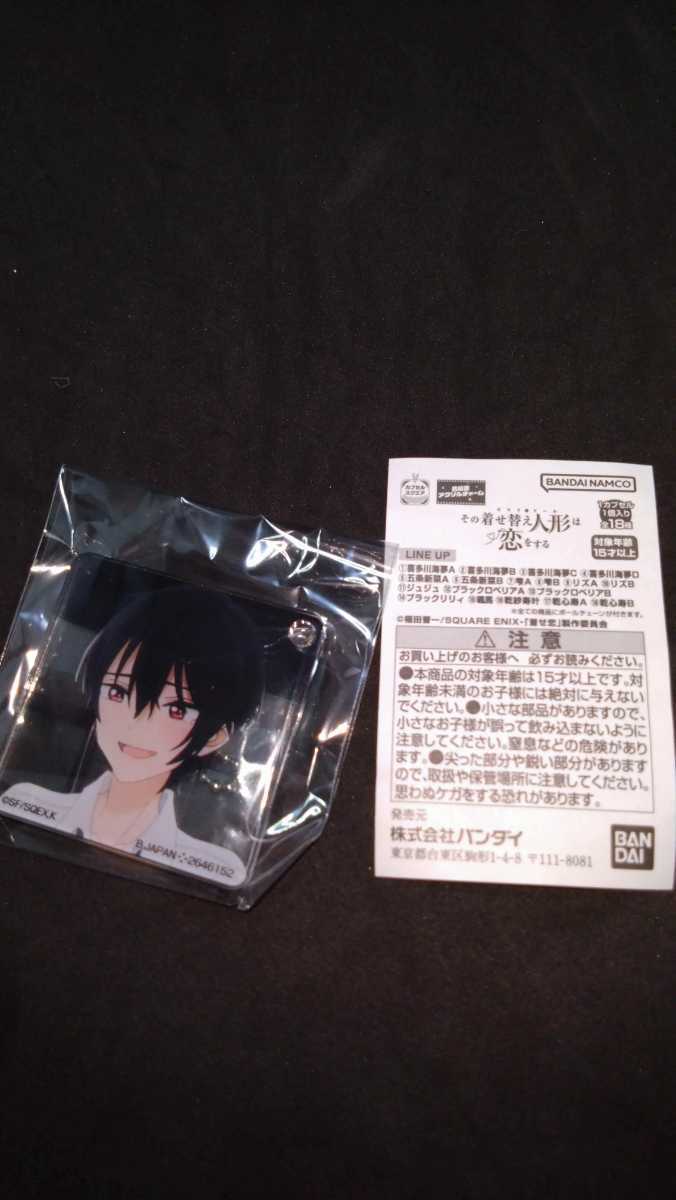 ©SF/SQEX,K
B,JAPAN 2646152
カプセル
スクエア
アクリルチャーム
BANDAI NAMCO
1カプセル
1個入り
全18種
その着せ替え人形は
恋をする
対象年齢
15才以上
LINE UP
①喜多川海夢A ②喜多川海夢B ③喜多川海夢C ④喜多川海夢D
⑤五条新菜A ⑥五条新菜B ⑦雫A ⑧雫B ⑨リズA ⑩リズB
⑪ジュジュ ⑫ブラックロベリアA ⑬ブラックロベリアB
⑭ブラックリリィ ⑮颯馬 ⑯乾紗寿叶 ⑰乾心寿A ⑱乾心寿B
※全ての商品にボールチェーンが付きます。
©福田晋一/SQUARE ENIX・「着せ恋」製作委員会
⚠ 注意
お買い上げのお客様へ 必ずお読みください。
●本商品の対象年齢は15才以上です。対
象年齢未満のお子様には絶対に与えない
でください。●小さな部品がありますので、
小さなお子様が誤って飲み込まないように
注意してください。窒息などの危険があり
ます。●尖った部分や鋭い部分があります
ので、取扱や保管場所に注意してください。
思わぬケガをする恐れがあります。
発売元
株式会社バンダイ
東京都台東区駒形1-4-8 〒111-8081
BAN
DAI